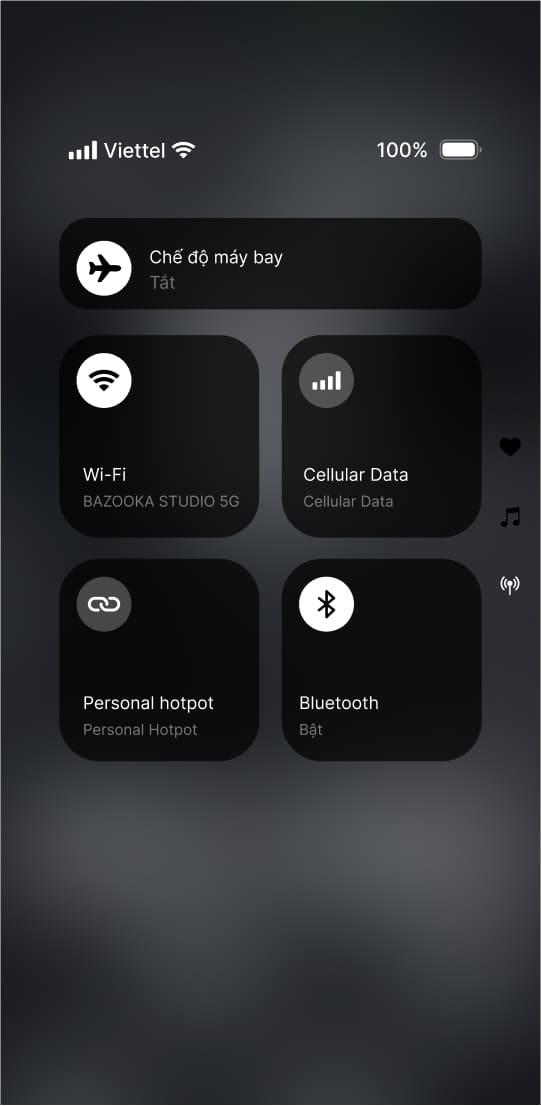 Viettel 100%
Chế độ máy bay
Tắt
Wi-Fi
BAZOOKA STUDIO 5G
Cellular Data
Cellular Data
Personal hotpot
Personal Hotpot
Bluetooth
Bật